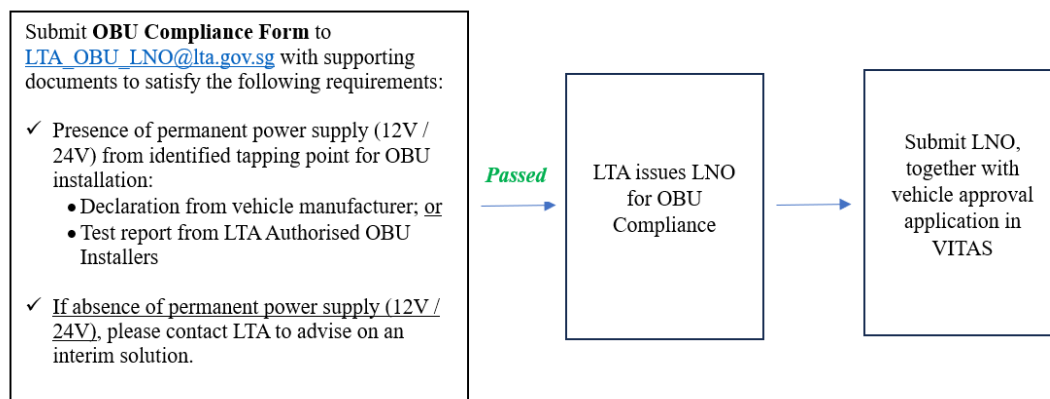 Submit OBU Compliance Form to
LTA_OBU_LNO@lta.gov.sg with supporting
documents to satisfy the following requirements:
✓ Presence of permanent power supply (12V /
24V) from identified tapping point for OBU
installation:
• Declaration from vehicle manufacturer; or
• Test report from LTA Authorised OBU
Installers
✓ If absence of permanent power supply (12V /
24V), please contact LTA to advise on an
interim solution.
Passed
LTA issues LNO
for OBU
Compliance
Submit LNO,
together with
vehicle approval
application in
VITAS